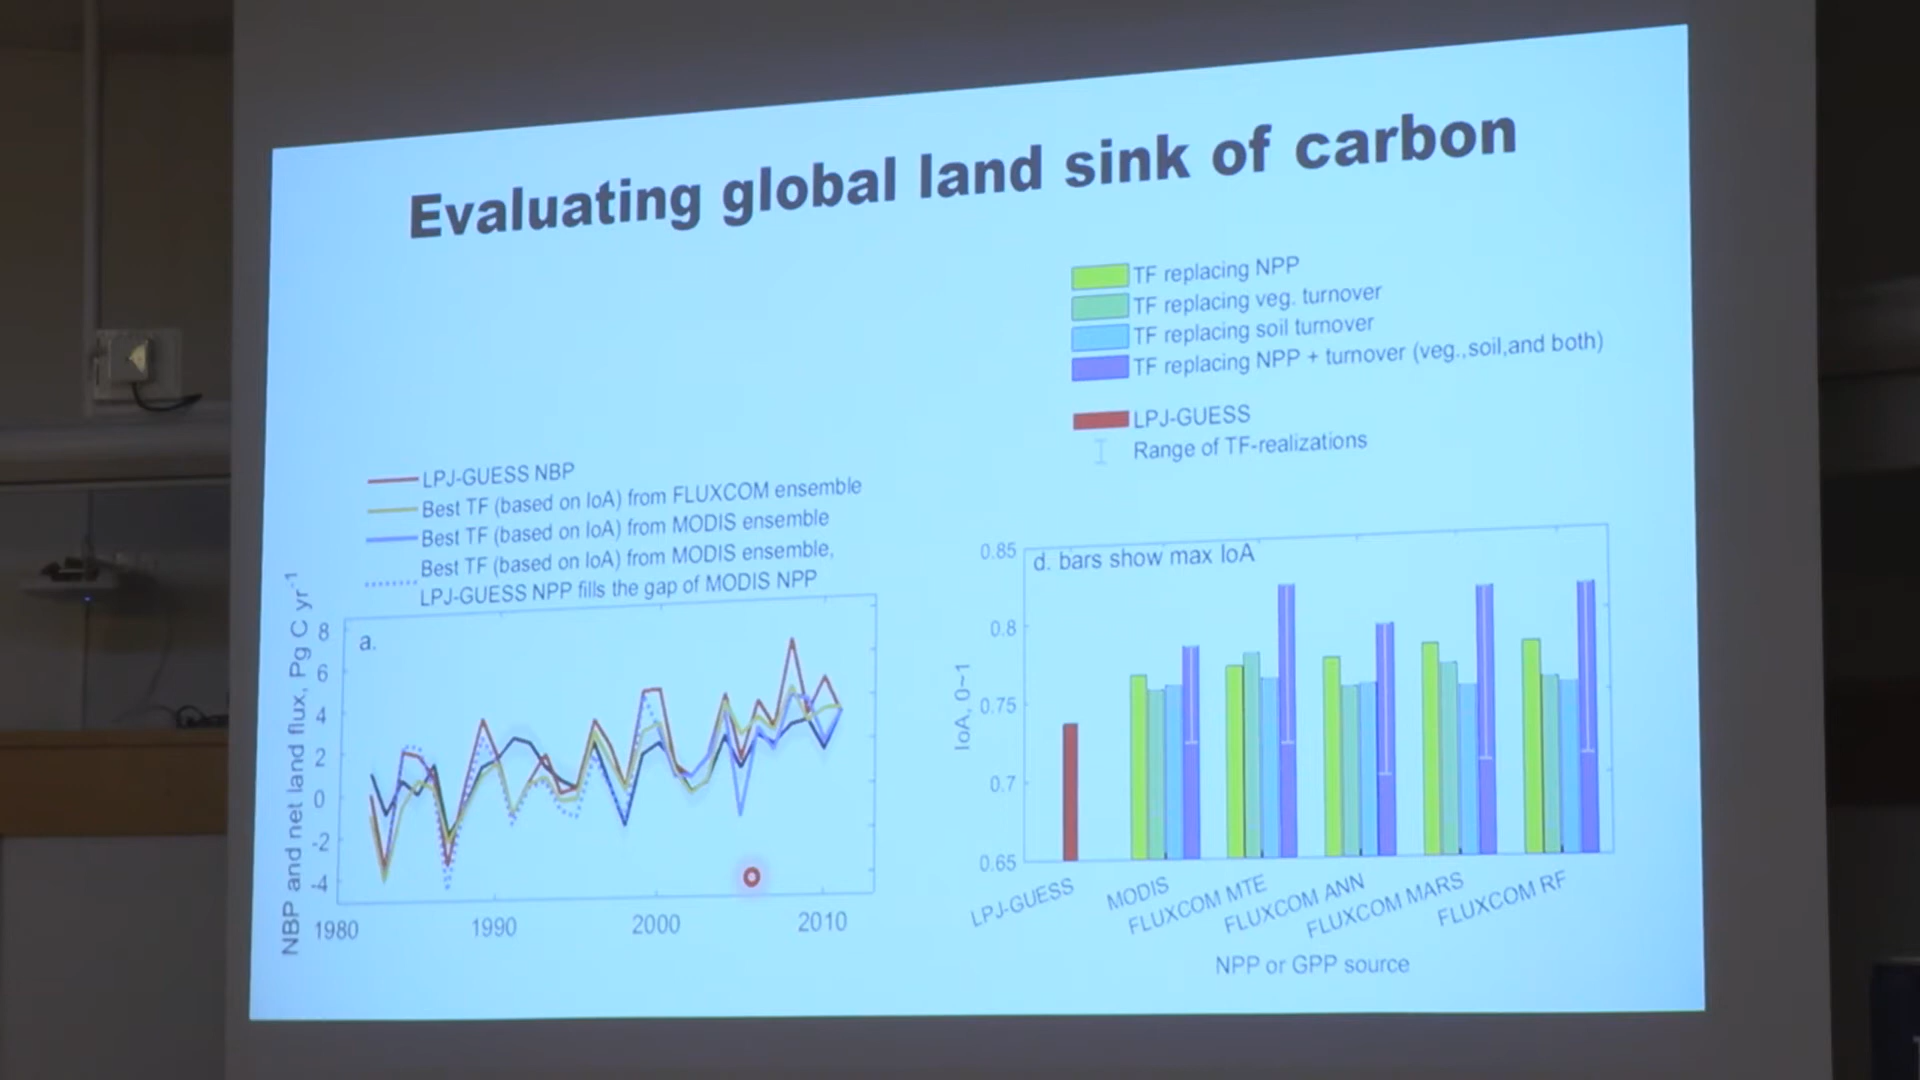 Evaluating global land sink of carbon
TF replacing NPP
TF replacing veg. turnover
TF replacing soil turnover
TF replacing NPP + turnover (veg.,soil,and both)
LPJ-GUESS
Range of TF-realizations
LPJ-GUESS NBP
Best TF (based on IoA) from FLUXCOM ensemble
Best TF (based on IoA) from MODIS ensemble
Best TF (based on IoA) from MODIS ensemble,
LPJ-GUESS NPP fills the gap of MODIS NPP
NBP and net land flux, Pg C yr-1
a.
8
6
4
2
0
-2
-4
1980
1990
2000
2010
d. bars show max IoA
IoA, 0~1
0.85
0.8
0.75
0.7
0.65
LPJ-GUESS
MODIS
FLUXCOM MTE
FLUXCOM ANN
FLUXCOM MARS
FLUXCOM RF
NPP or GPP source